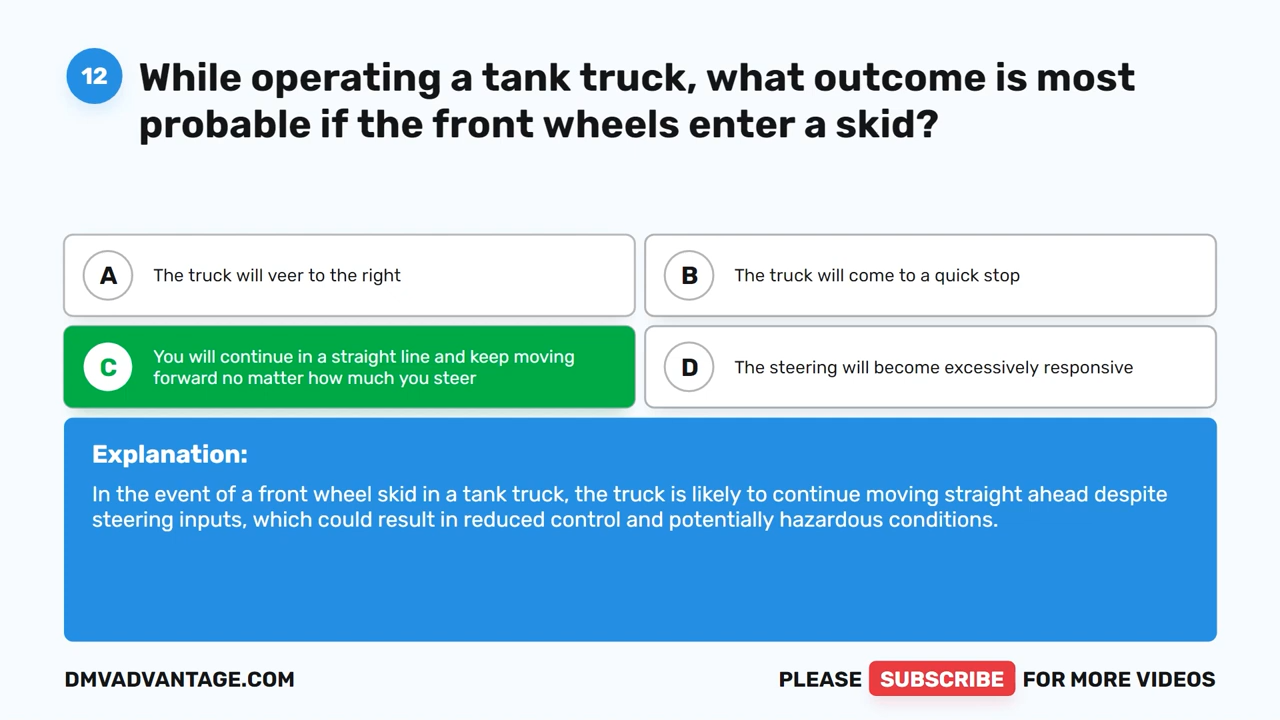 12
While operating a tank truck, what outcome is most
probable if the front wheels enter a skid?
A
The truck will veer to the right
B
The truck will come to a quick stop
C
You will continue in a straight line and keep moving
forward no matter how much you steer
D
The steering will become excessively responsive
Explanation:
In the event of a front wheel skid in a tank truck, the truck is likely to continue moving straight ahead despite
steering inputs, which could result in reduced control and potentially hazardous conditions.
DMVADVANTAGE.COM
PLEASE SUBSCRIBE FOR MORE VIDEOS